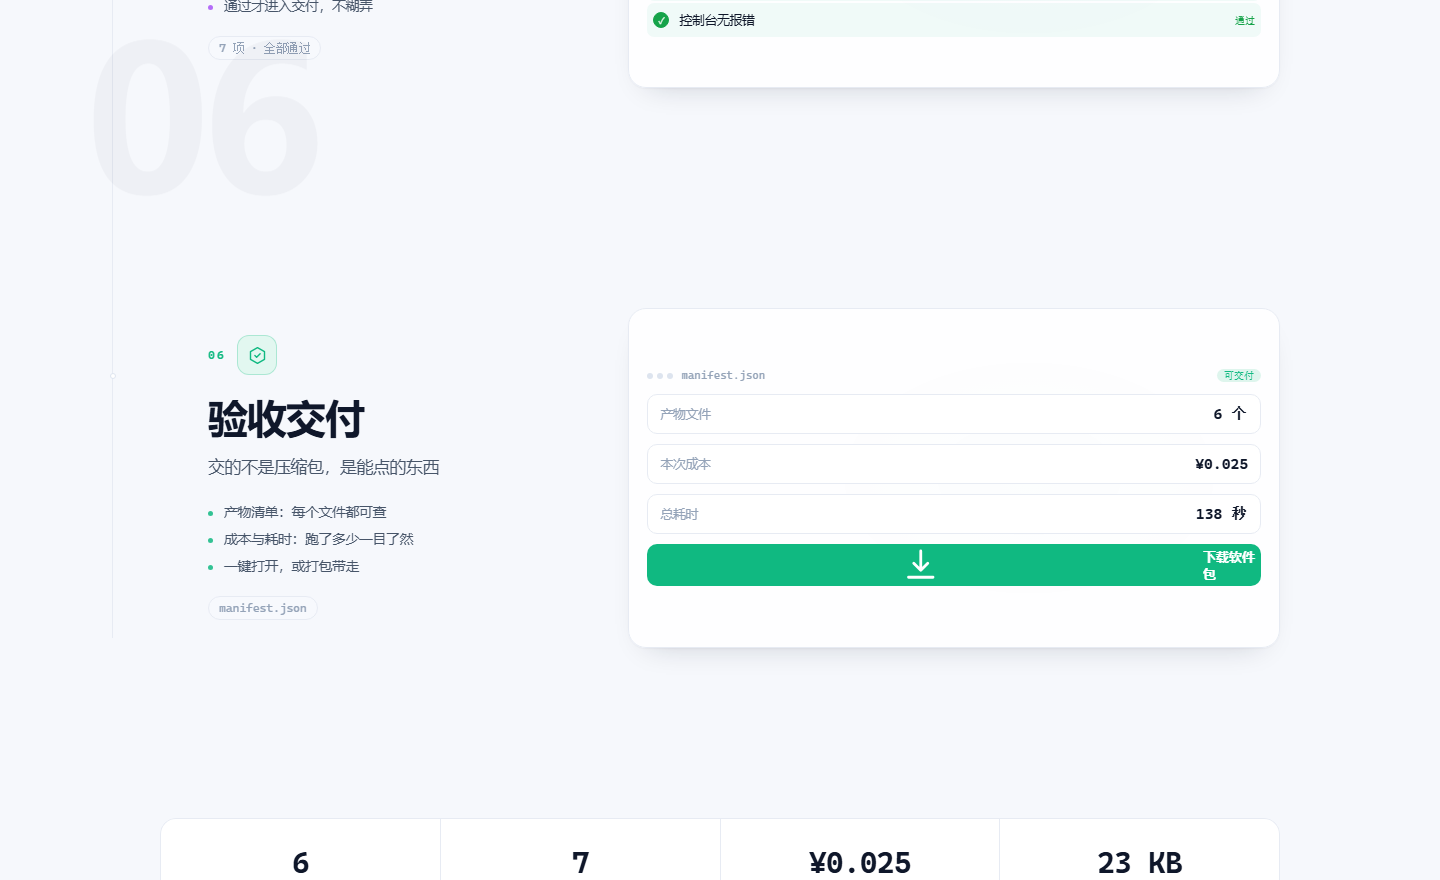 通过才进入交付，不糊弄
7 项 · 全部通过
控制台无报错
通过
06
06
验收交付
交的不是压缩包，是能点的东西
产物清单：每个文件都可查
成本与耗时：跑了多少一目了然
一键打开，或打包带走
manifest.json
manifest.json
可交付
产物文件
6 个
本次成本
¥0.025
总耗时
138 秒
下载软件
包
6
7
¥0.025
23 KB